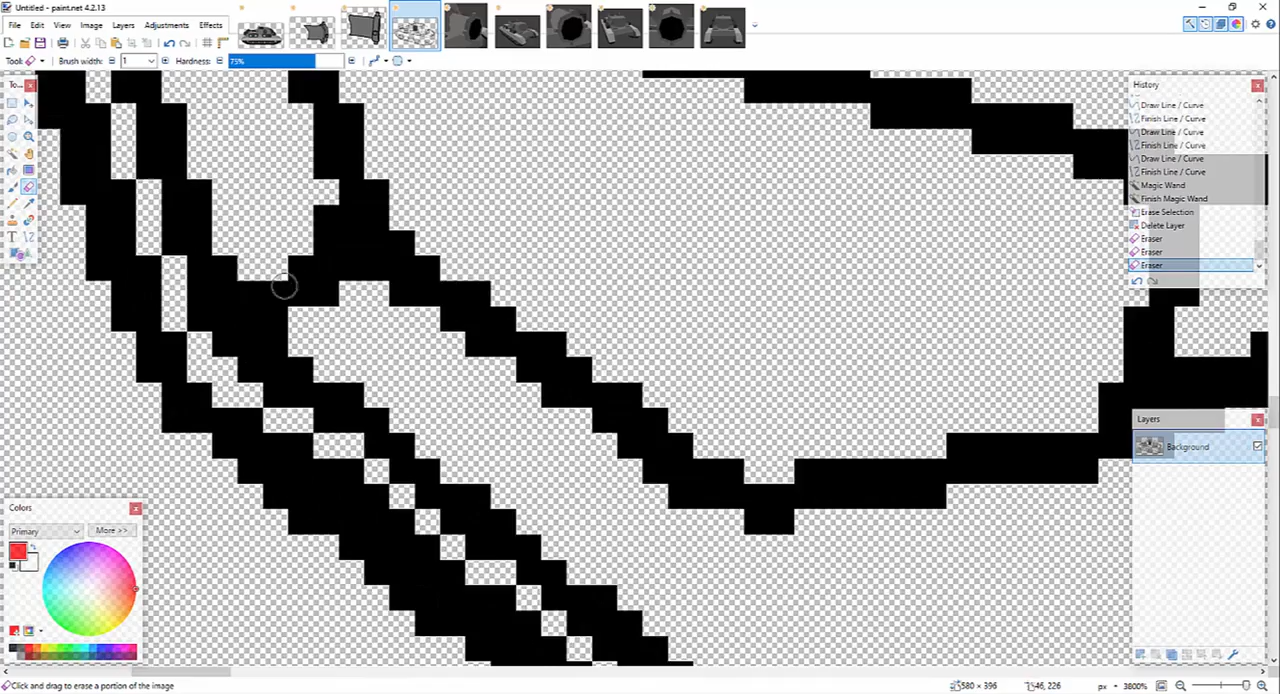 Untitled - paint.net 4.2.13
File Edit View Image Layers Adjustments Effects
Tool: Brush width: 1 Hardness: 75%
To...
History
Draw Line / Curve
Finish Line / Curve
Draw Line / Curve
Finish Line / Curve
Draw Line / Curve
Finish Line / Curve
Magic Wand
Finish Magic Wand
Erase Selection
Delete Layer
Eraser
Eraser
Eraser
Layers
Background
Colors
Primary More >>
Click and drag to erase a portion of the image 580 × 396 46, 226 px 3800%